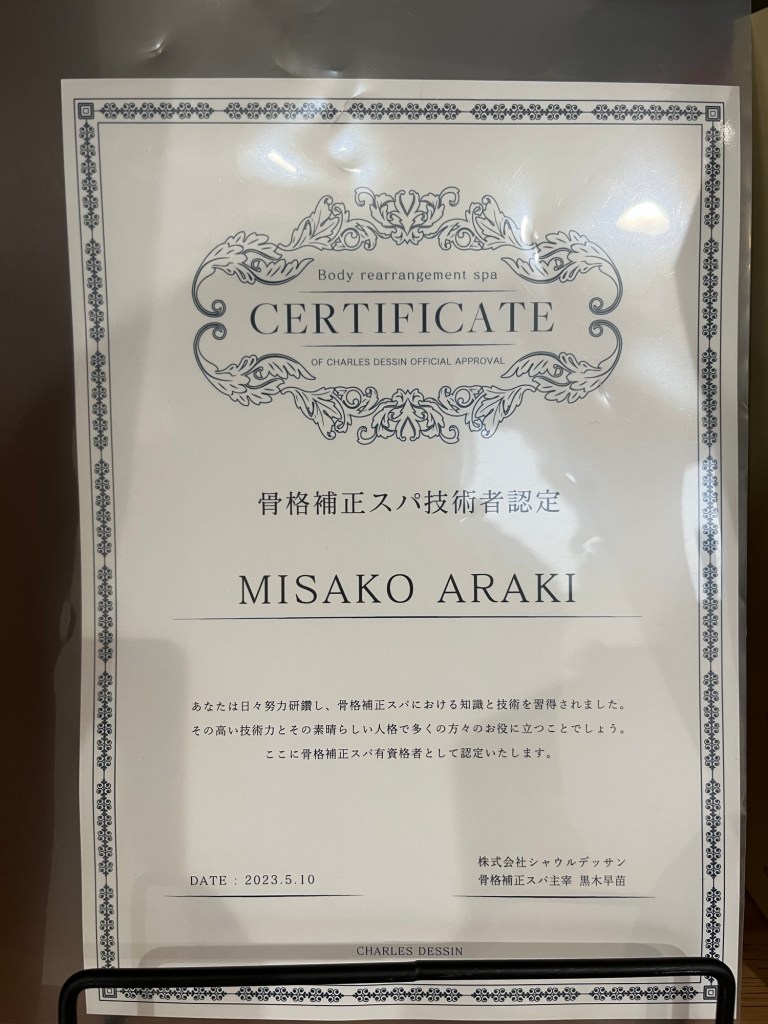 Body rearrangement spa
CERTIFICATE
OF CHARLES DESSIN OFFICIAL APPROVAL
骨格補正スパ技術者認定
MISAKO ARAKI
あなたは日々努力研鑽し、骨格補正スパにおける知識と技術を習得されました。
その高い技術力とその素晴らしい人格で多くの方々のお役に立つことでしょう。
ここに骨格補正スパ有資格者として認定いたします。
株式会社シャウルデッサン
DATE : 2023.5.10 骨格補正スパ主宰 黒木早苗
CHARLES DESSIN